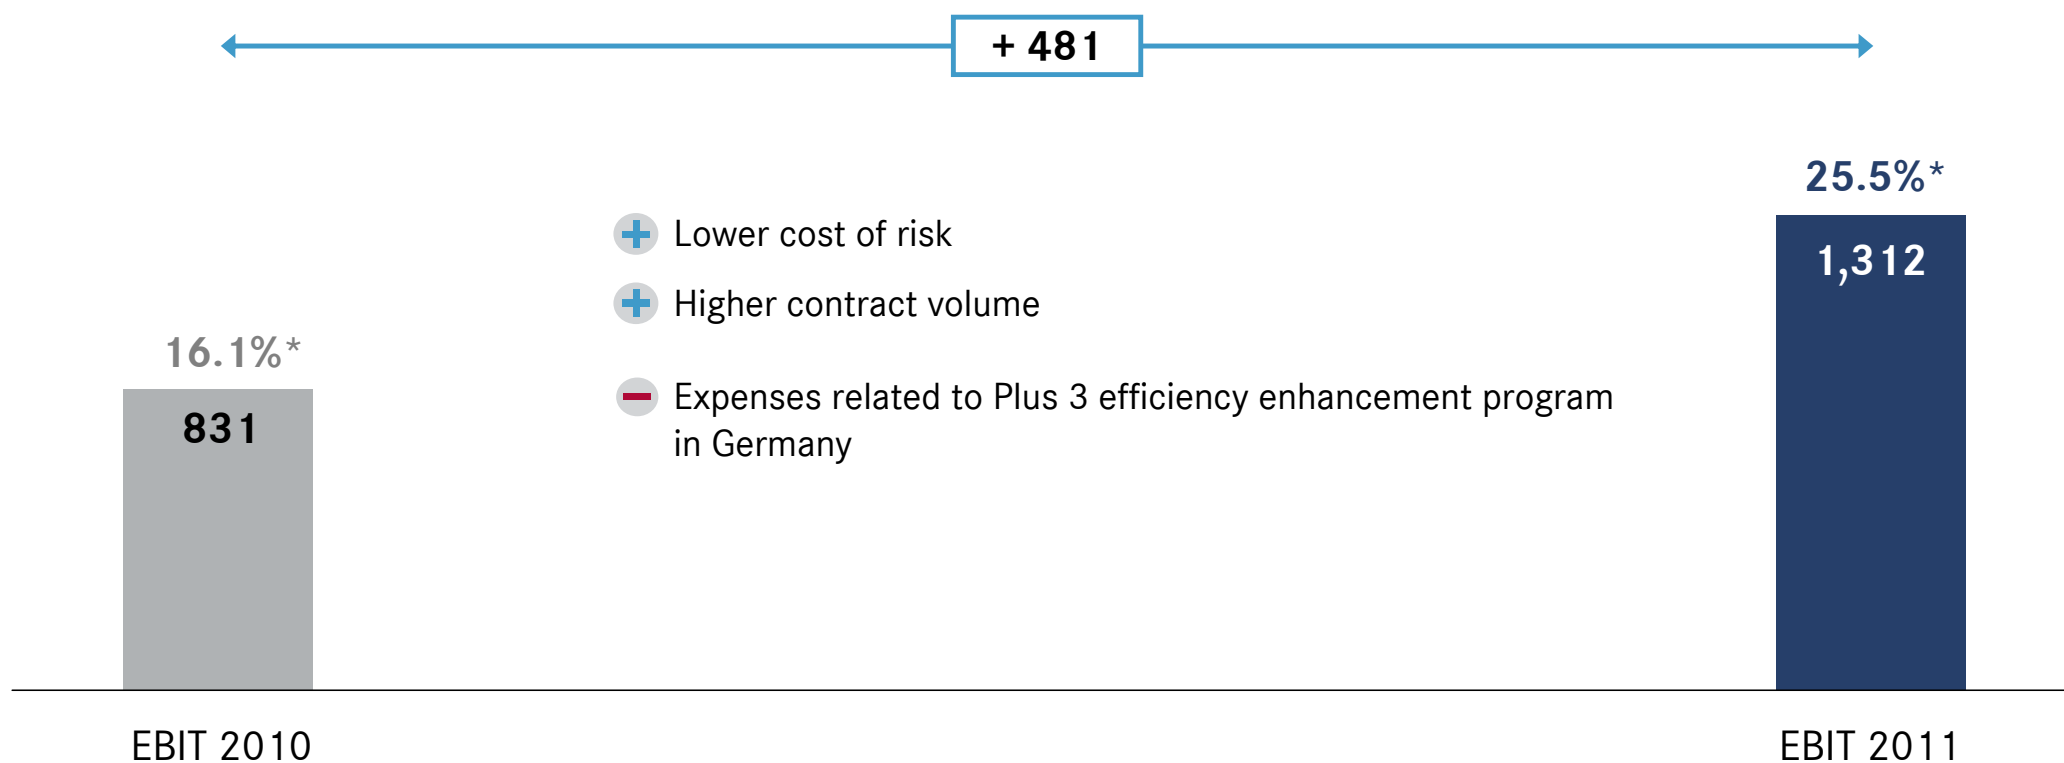 + 481
25.5%*
1,312
Lower cost of risk
Higher contract volume
16.1%*
831
Expenses related to Plus 3 efficiency enhancement program
in Germany
EBIT 2010
EBIT 2011